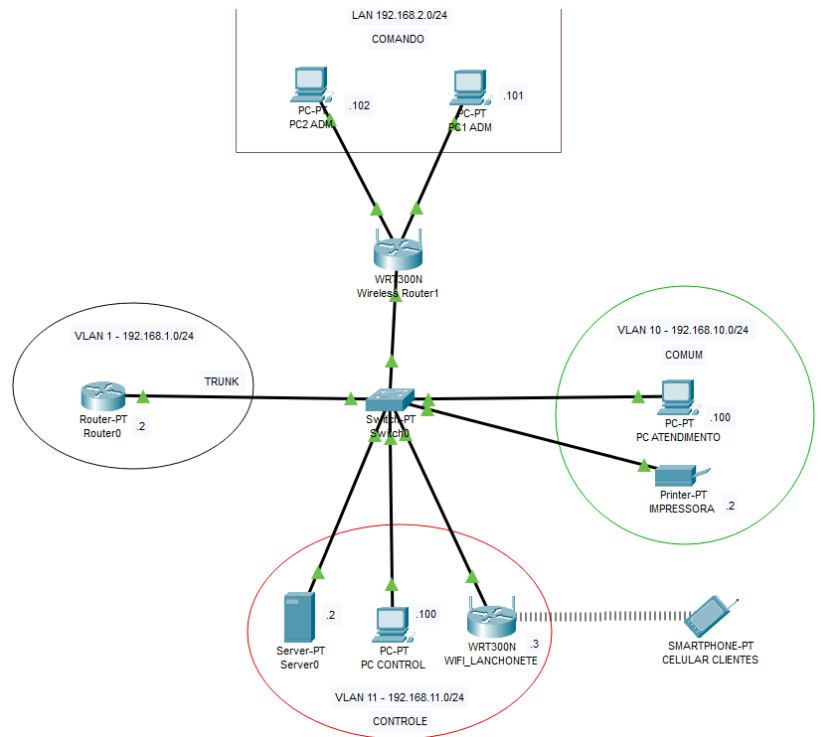 LAN 192.168.2.0/24
COMANDO
.102
.101
PC-PT
PC2 ADM
PC-PT
PC1 ADM
WRT300N
Wireless Router1
VLAN 1 - 192.168.1.0/24
TRUNK
Router-PT
Router0
.2
Switch-PT
Switch0
VLAN 10 - 192.168.10.0/24
COMUM
PC-PT
PC ATENDIMENTO
.100
Printer-PT
IMPRESSORA
.2
Server-PT
Server0
.2
PC-PT
PC CONTROL
.100
WRT300N
WIFI_LANCHONETE
.3
SMARTPHONE-PT
CELULAR CLIENTES
VLAN 11 - 192.168.11.0/24
CONTROLE